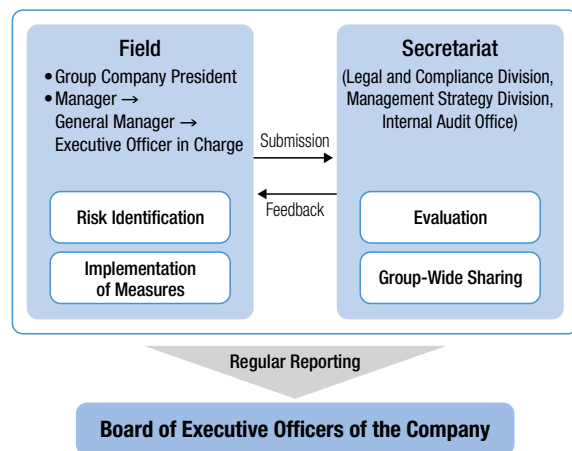 Field
• Group Company President
• Manager →
General Manager →
Executive Officer in Charge
Risk Identification
Implementation
of Measures
Submission
Feedback
Secretariat
(Legal and Compliance Division,
Management Strategy Division,
Internal Audit Office)
Evaluation
Group-Wide Sharing
Regular Reporting
Board of Executive Officers of the Company